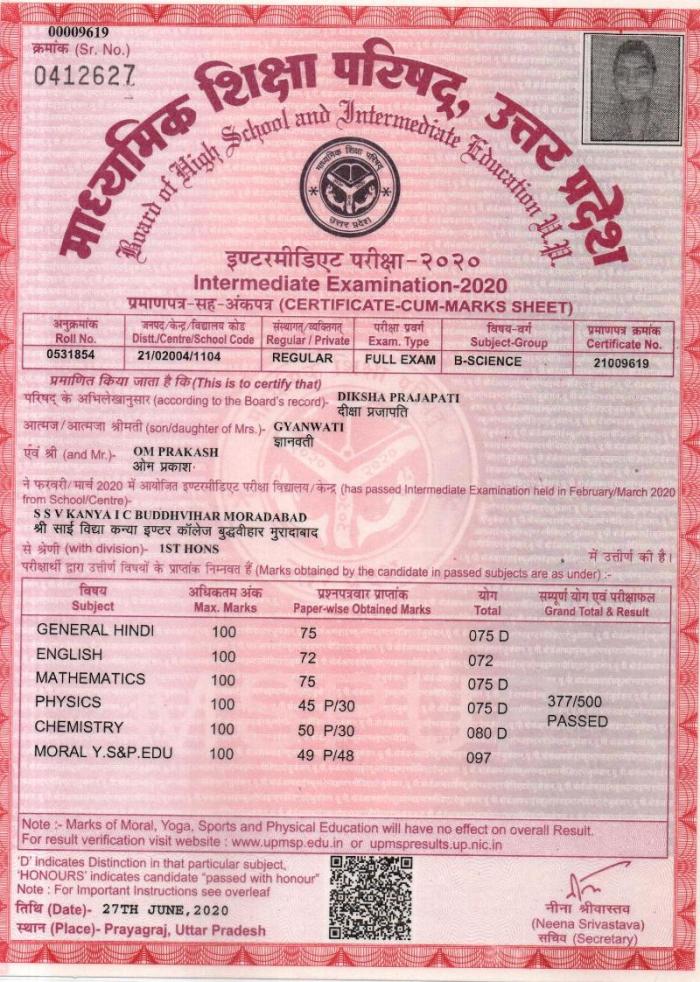 00009619
क्रमांक (Sr. No.)
0412627
माध्यमिक शिक्षा परिषद्, उत्तर प्रदेश
Board of High School and Intermediate Education U.P.
माध्यमिक शिक्षा परिषद्
उत्तर प्रदेश
इण्टरमीडिएट परीक्षा-२०२०
Intermediate Examination-2020
प्रमाणपत्र-सह-अंकपत्र (CERTIFICATE-CUM-MARKS SHEET)
अनुक्रमांक जनपद/केन्द्र/विद्यालय कोड संस्थागत/व्यक्तिगत् परीक्षा प्रवर्ग विषय-वर्ग प्रमाणपत्र क्रमांक
Roll No. Distt./Centre/School Code Regular / Private Exam. Type Subject-Group Certificate No.
0531854 21/02004/1104 REGULAR FULL EXAM B-SCIENCE 21009619
प्रमाणित किया जाता है कि (This is to certify that)
परिषद के अभिलेखानुसार (according to the Board's record)- DIKSHA PRAJAPATI
दीक्षा प्रजापति
आत्मज/आत्मजा श्रीमती (son/daughter of Mrs.)- GYANWATI
ज्ञानवती
एवं श्री (and Mr.)- OM PRAKASH
ओम प्रकाश
ने फरवरी/मार्च 2020 में आयोजित इण्टरमीडिएट परीक्षा विद्यालय/केन्द्र (has passed Intermediate Examination held in February/March 2020
from School/Centre)-
S S V KANYA I C BUDDHVIHAR MORADABAD
श्री साई विद्या कन्या इण्टर कॉलेज बुद्धवीहार मुरादाबाद
से श्रेणी (with division)- 1ST HONS में उत्तीर्ण की है।
परीक्षार्थी द्वारा उत्तीर्ण विषयों के प्राप्तांक निम्नवत हैं (Marks obtained by the candidate in passed subjects are as under) :-
विषय अधिकतम अंक प्रश्नपत्रवार प्राप्तांक योग सम्पूर्ण योग एवं परीक्षाफल
Subject Max. Marks Paper-wise Obtained Marks Total Grand Total & Result
GENERAL HINDI 100 75 075 D
ENGLISH 100 72 072
MATHEMATICS 100 75 075 D
PHYSICS 100 45 P/30 075 D 377/500
CHEMISTRY 100 50 P/30 080 D PASSED
MORAL Y.S&P.EDU 100 49 P/48 097
Note :- Marks of Moral, Yoga, Sports and Physical Education will have no effect on overall Result.
For result verification visit website : www.upmsp.edu.in or upmspresults.up.nic.in
'D' indicates Distinction in that particular subject,
'HONOURS' indicates candidate "passed with honour"
Note : For Important Instructions see overleaf
तिथि (Date)- 27TH JUNE,2020
स्थान (Place)- Prayagraj, Uttar Pradesh
नीना श्रीवास्तव
(Neena Srivastava)
सचिव (Secretary)